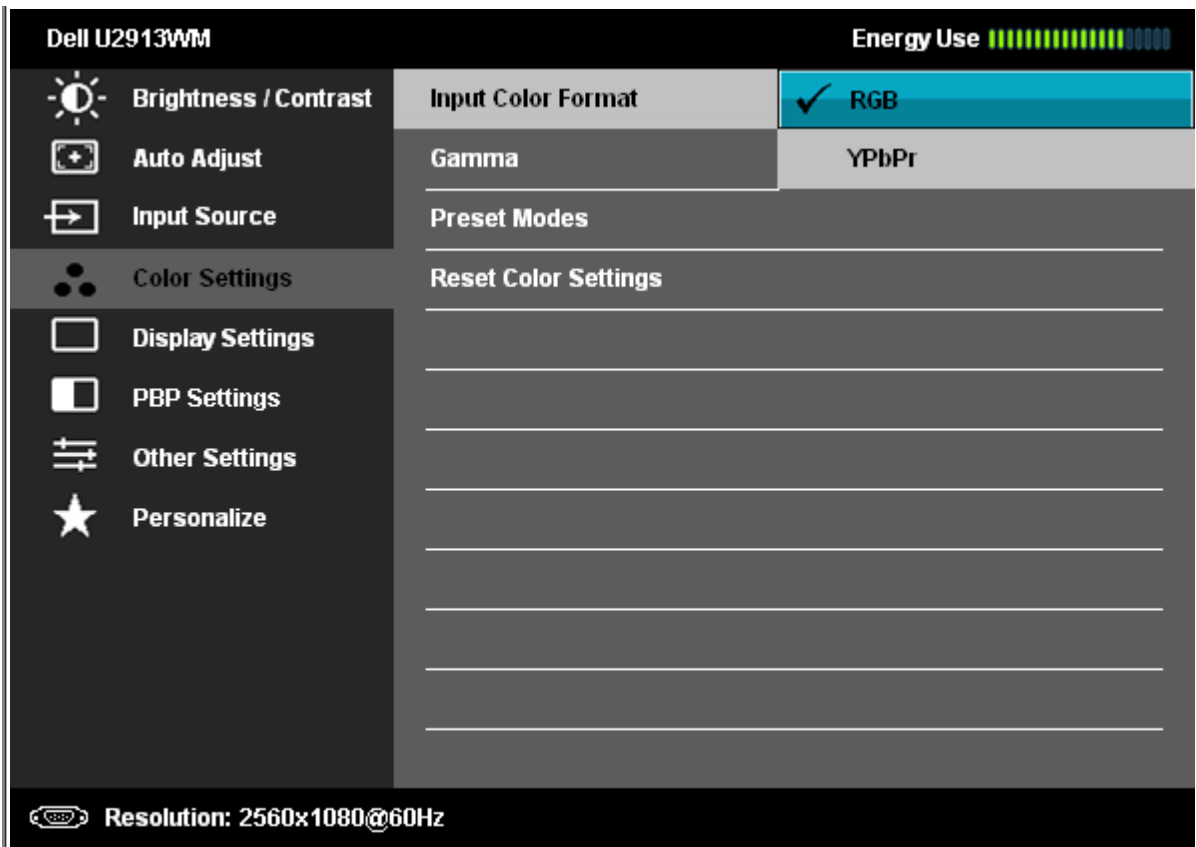 Dell U2913WM
Energy Use
Brightness / Contrast
Input Color Format
✓ RGB
Auto Adjust
Gamma
YPbPr
Input Source
Preset Modes
Color Settings
Reset Color Settings
Display Settings
PBP Settings
Other Settings
Personalize
Resolution: 2560x1080@60Hz